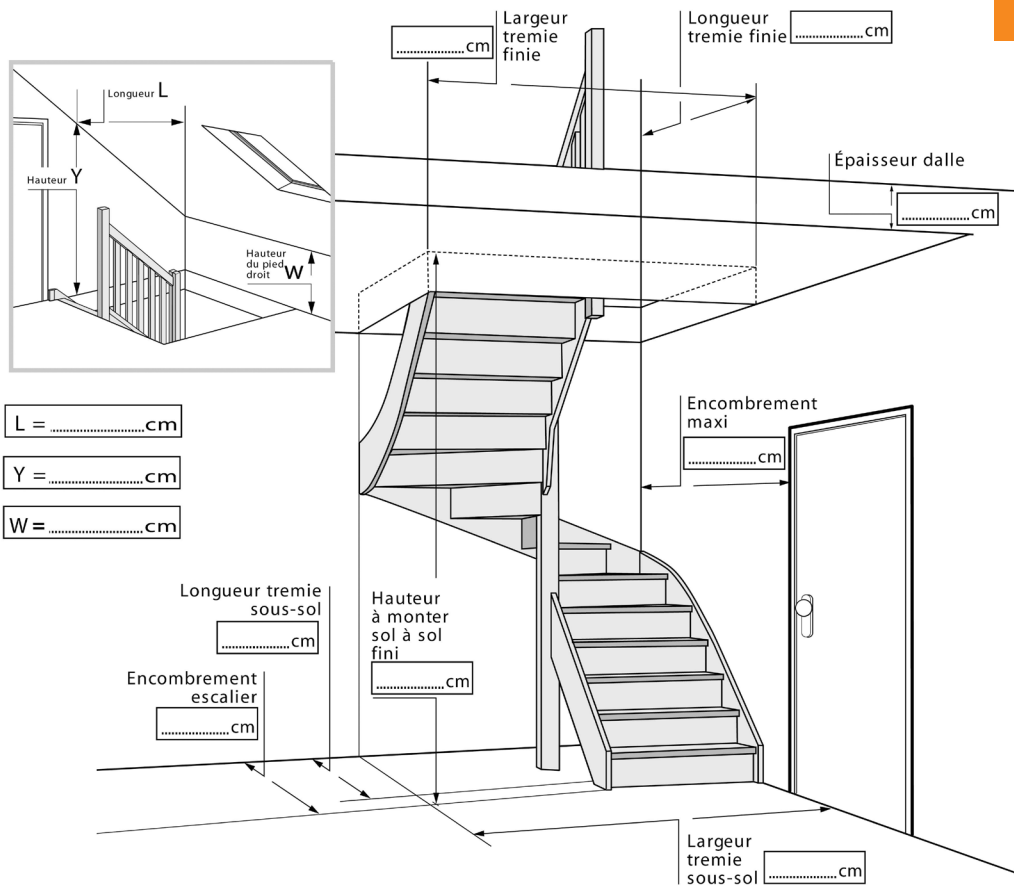 Largeur
tremie
finie
..................... cm
Longueur
tremie finie ..................... cm
Longueur L
Hauteur Y
Hauteur
du pied
droit W
Épaisseur dalle
..................... cm
L = ..................... cm
Y = ..................... cm
W = ..................... cm
Encombrement
maxi
..................... cm
Longueur tremie
sous-sol
..................... cm
Hauteur
à monter
sol à sol
fini
..................... cm
Encombrement
escalier
..................... cm
Largeur
tremie
sous-sol ..................... cm